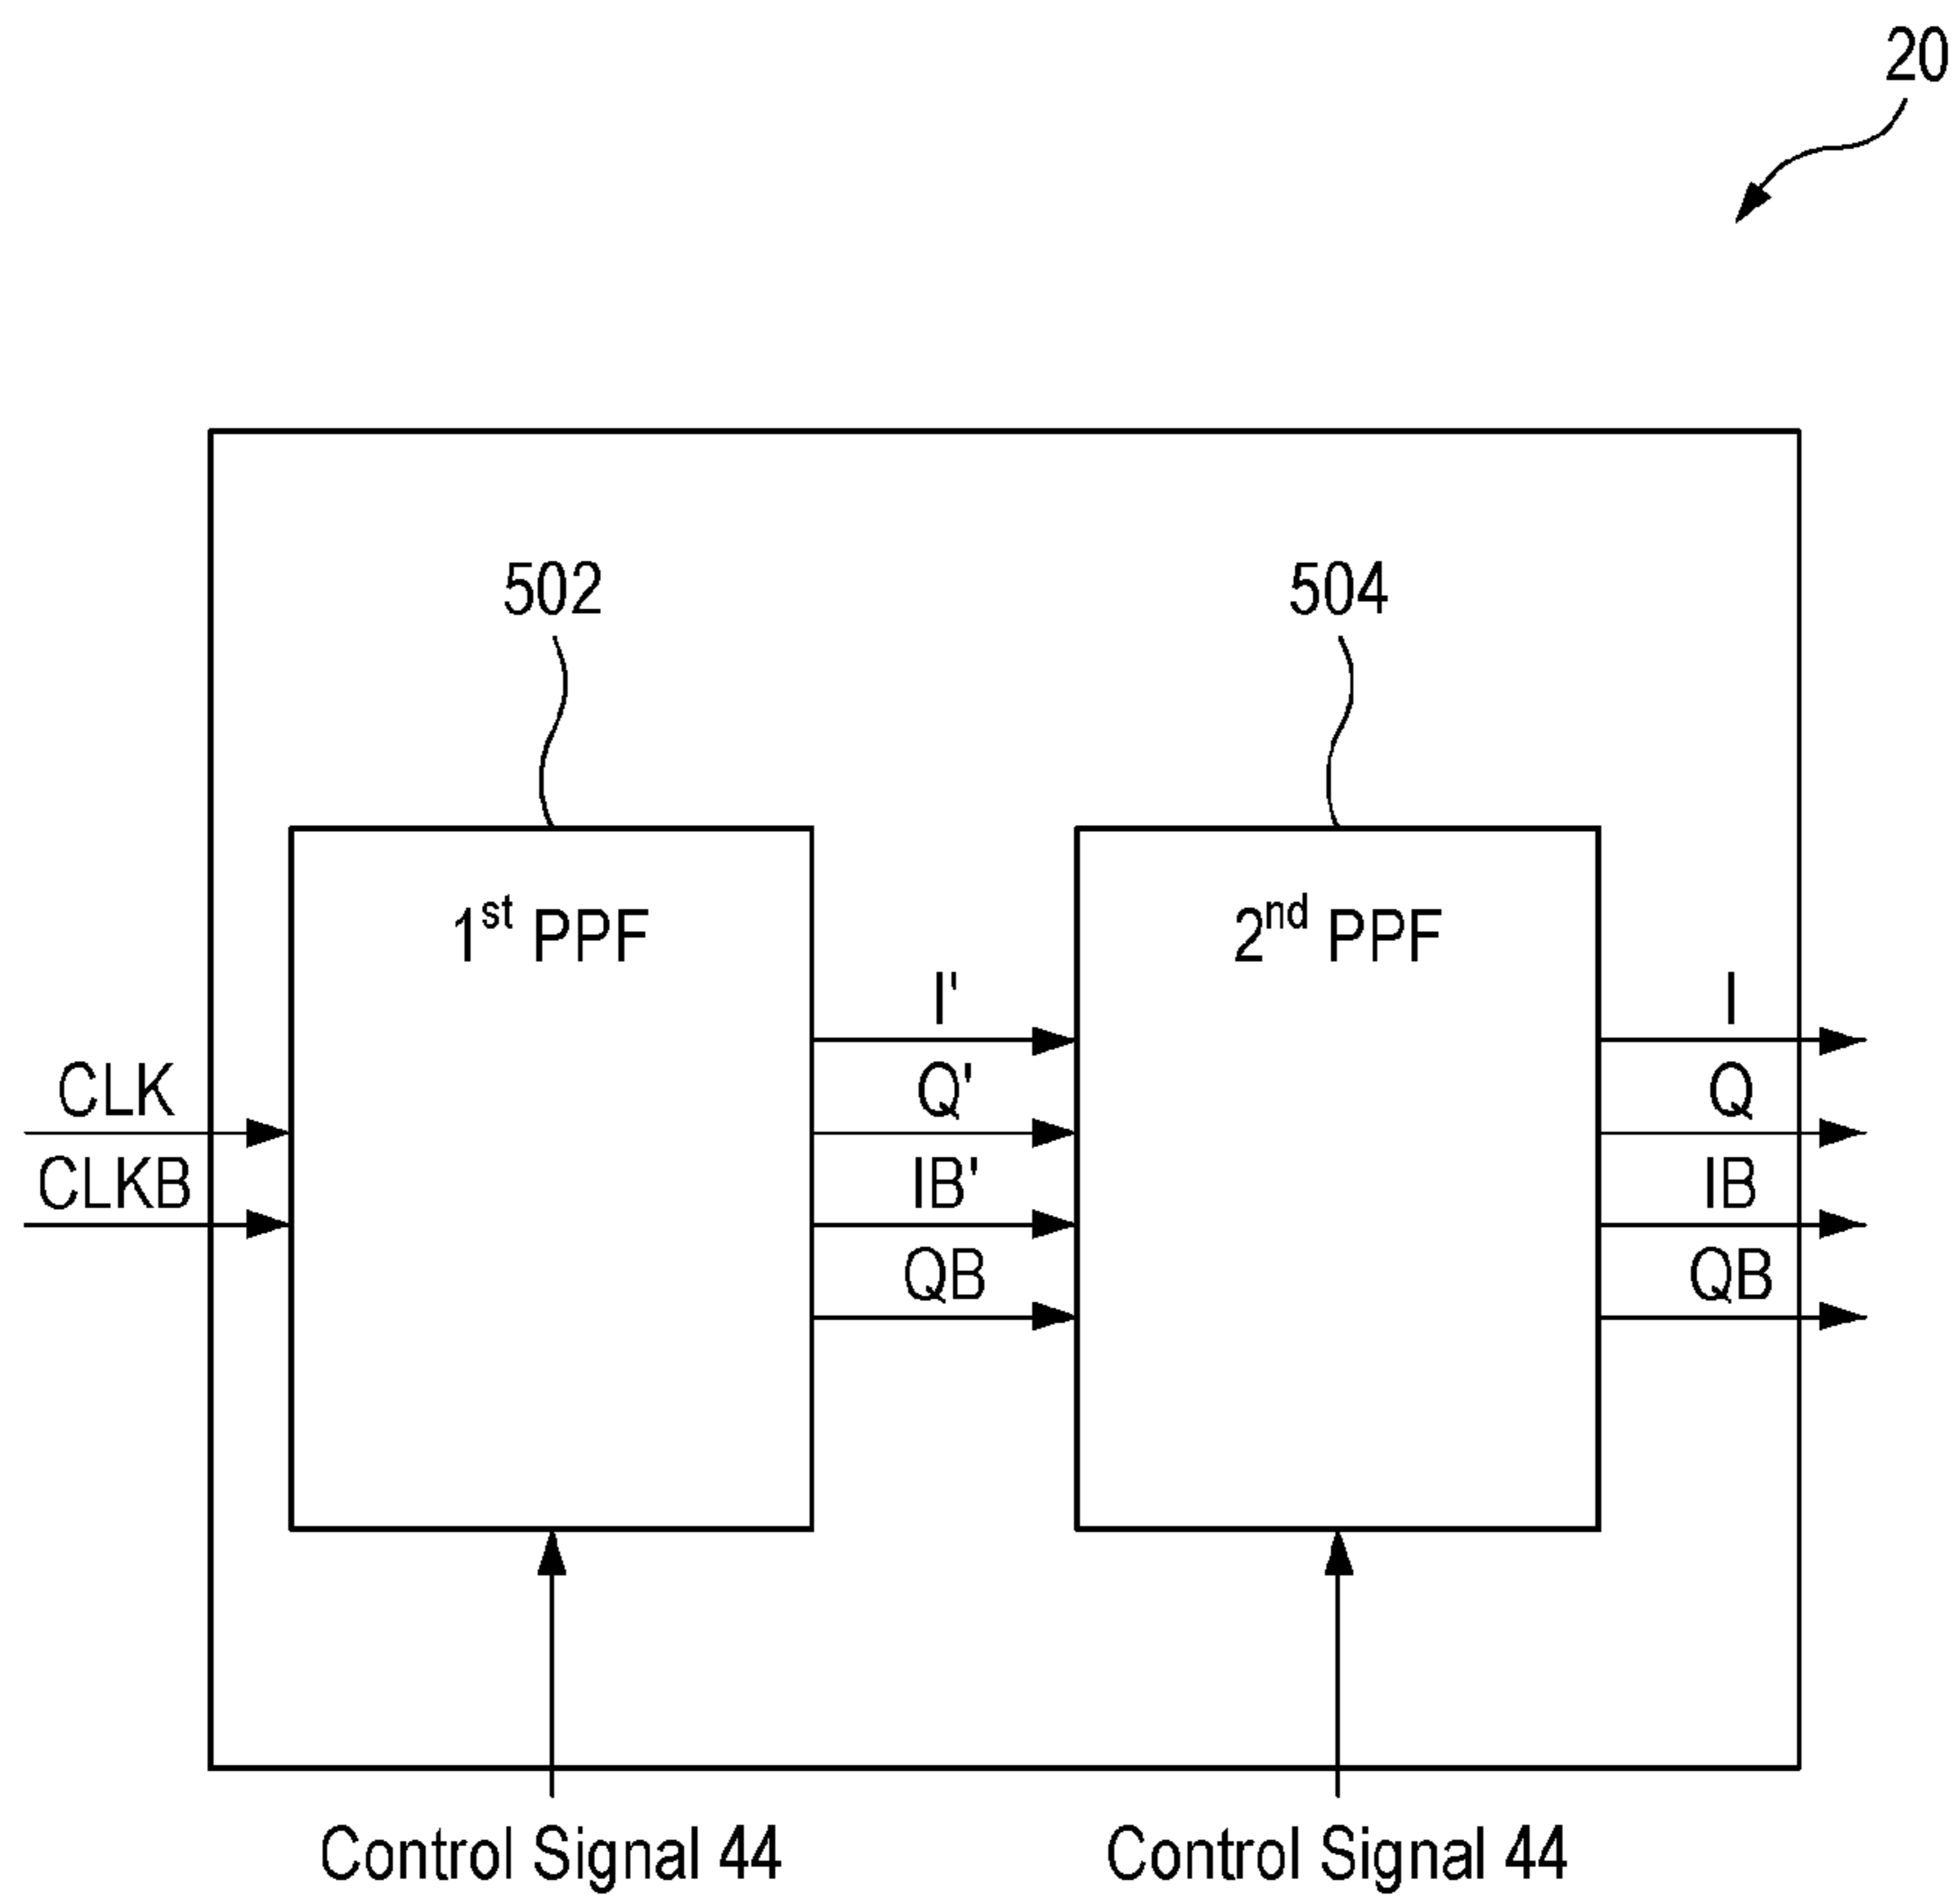 20
502
504
1st PPF
2nd PPF
I'
I
CLK
Q'
Q
CLKB
IB'
IB
QB
QB
Control Signal 44
Control Signal 44